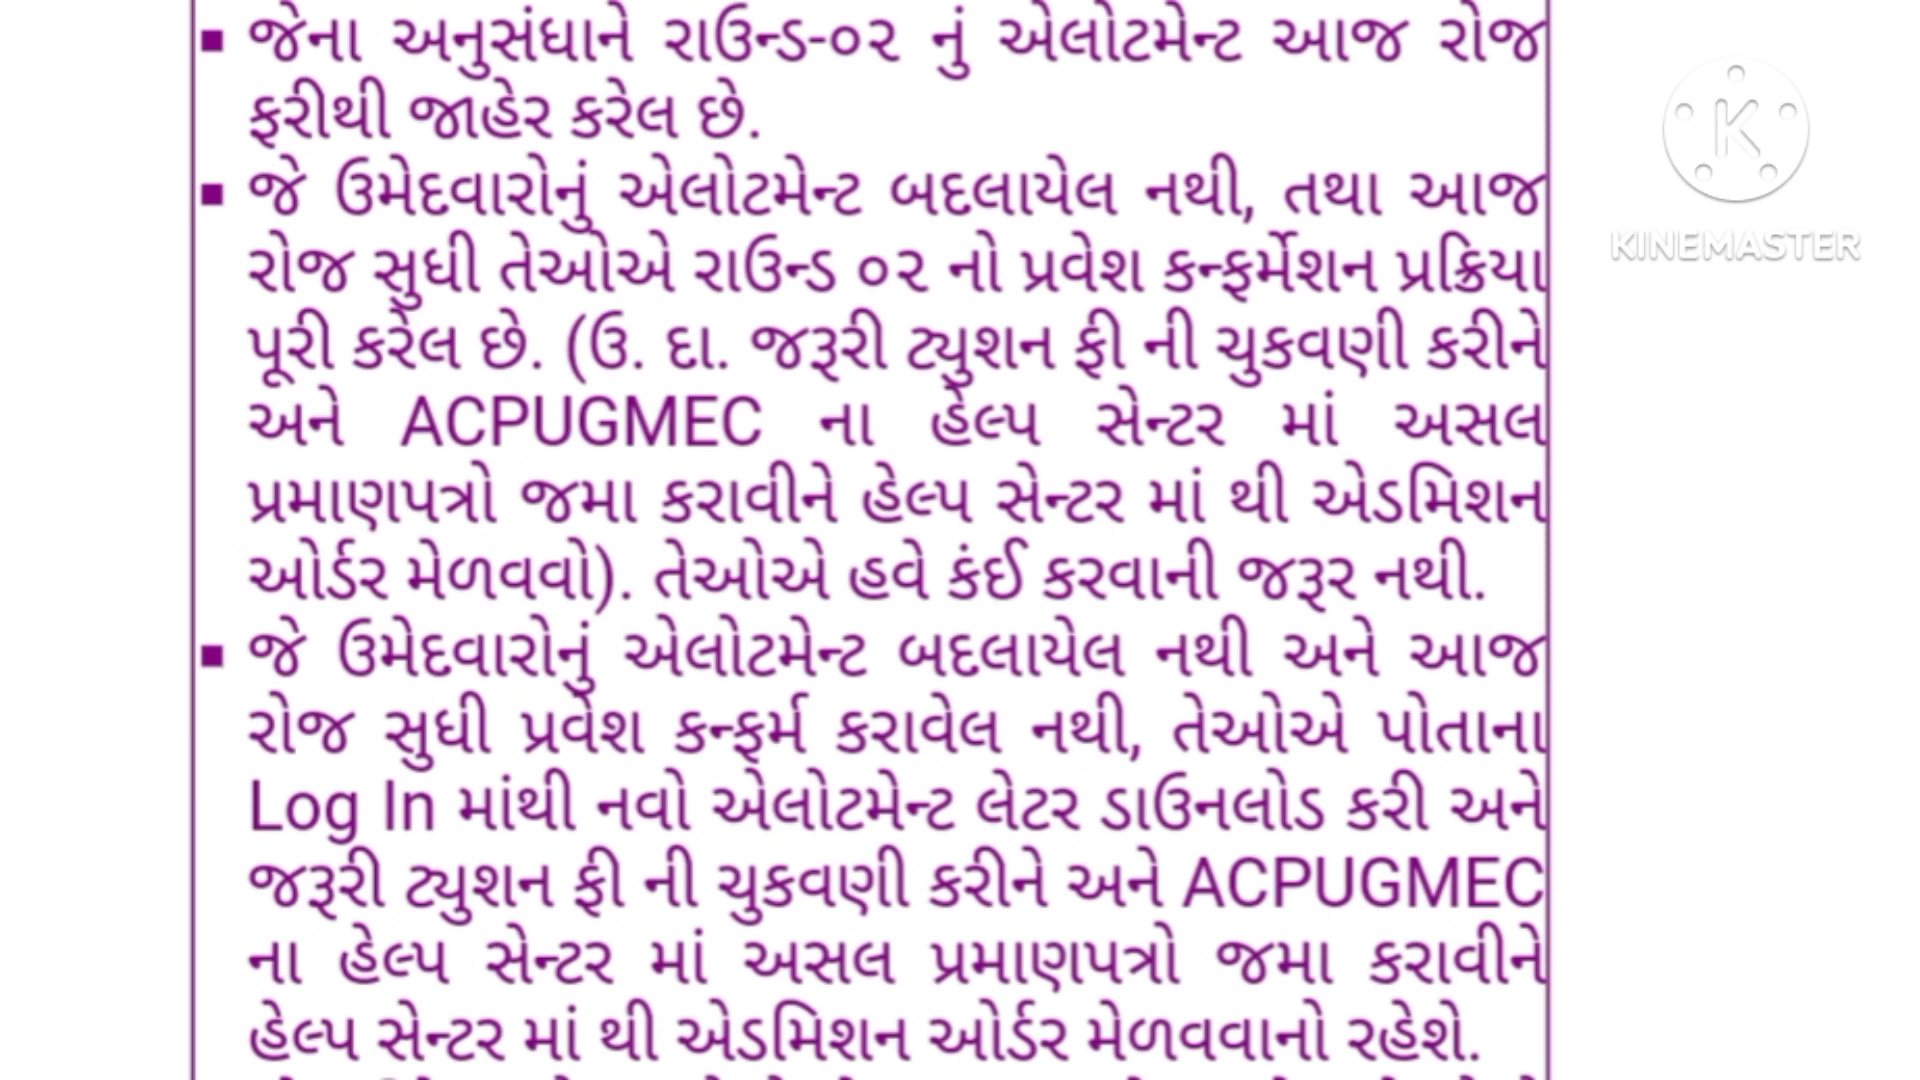 ▪ જેના અનુસંધાને રાઉન્ડ-૦૨ નું એલોટમેન્ટ આજ રોજ
ફરીથી જાહેર કરેલ છે.
▪ જે ઉમેદવારોનું એલોટમેન્ટ બદલાયેલ નથી, તથા આજ
રોજ સુધી તેઓએ રાઉન્ડ ૦૨ નો પ્રવેશ કન્ફર્મેશન પ્રક્રિયા
પૂરી કરેલ છે. (ઉ. દા. જરૂરી ટ્યુશન ફી ની ચુકવણી કરીને
અને ACPUGMEC ના હેલ્પ સેન્ટર માં અસલ
પ્રમાણપત્રો જમા કરાવીને હેલ્પ સેન્ટર માં થી એડમિશન
ઓર્ડર મેળવવો). તેઓએ હવે કંઈ કરવાની જરૂર નથી.
▪ જે ઉમેદવારોનું એલોટમેન્ટ બદલાયેલ નથી અને આજ
રોજ સુધી પ્રવેશ કન્ફર્મ કરાવેલ નથી, તેઓએ પોતાના
Log In માંથી નવો એલોટમેન્ટ લેટર ડાઉનલોડ કરી અને
જરૂરી ટ્યુશન ફી ની ચુકવણી કરીને અને ACPUGMEC
ના હેલ્પ સેન્ટર માં અસલ પ્રમાણપત્રો જમા કરાવીને
હેલ્પ સેન્ટર માં થી એડમિશન ઓર્ડર મેળવવાનો રહેશે.
K
KINEMASTER